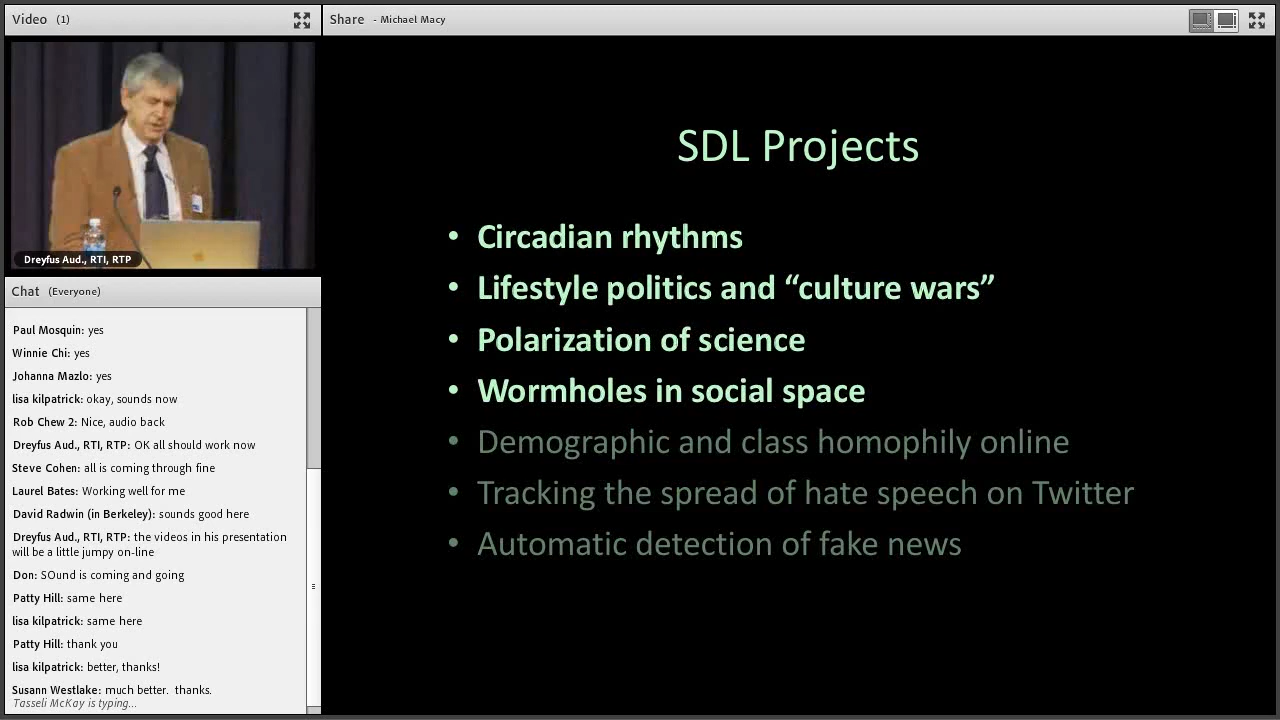 Video (1)
Share - Michael Macy
Dreyfus Aud., RTI, RTP
SDL Projects
• Circadian rhythms
• Lifestyle politics and “culture wars”
• Polarization of science
• Wormholes in social space
• Demographic and class homophily online
• Tracking the spread of hate speech on Twitter
• Automatic detection of fake news
Chat (Everyone)
Paul Mosquin: yes
Winnie Chi: yes
Johanna Mazlo: yes
lisa kilpatrick: okay, sounds now
Rob Chew 2: Nice, audio back
Dreyfus Aud., RTI, RTP: OK all should work now
Steve Cohen: all is coming through fine
Laurel Bates: Working well for me
David Radwin (in Berkeley): sounds good here
Dreyfus Aud., RTI, RTP: the videos in his presentation
will be a little jumpy on-line
Don: SOund is coming and going
Patty Hill: same here
lisa kilpatrick: same here
Patty Hill: thank you
lisa kilpatrick: better, thanks!
Susann Westlake: much better. thanks.
Tasseli McKay is typing...